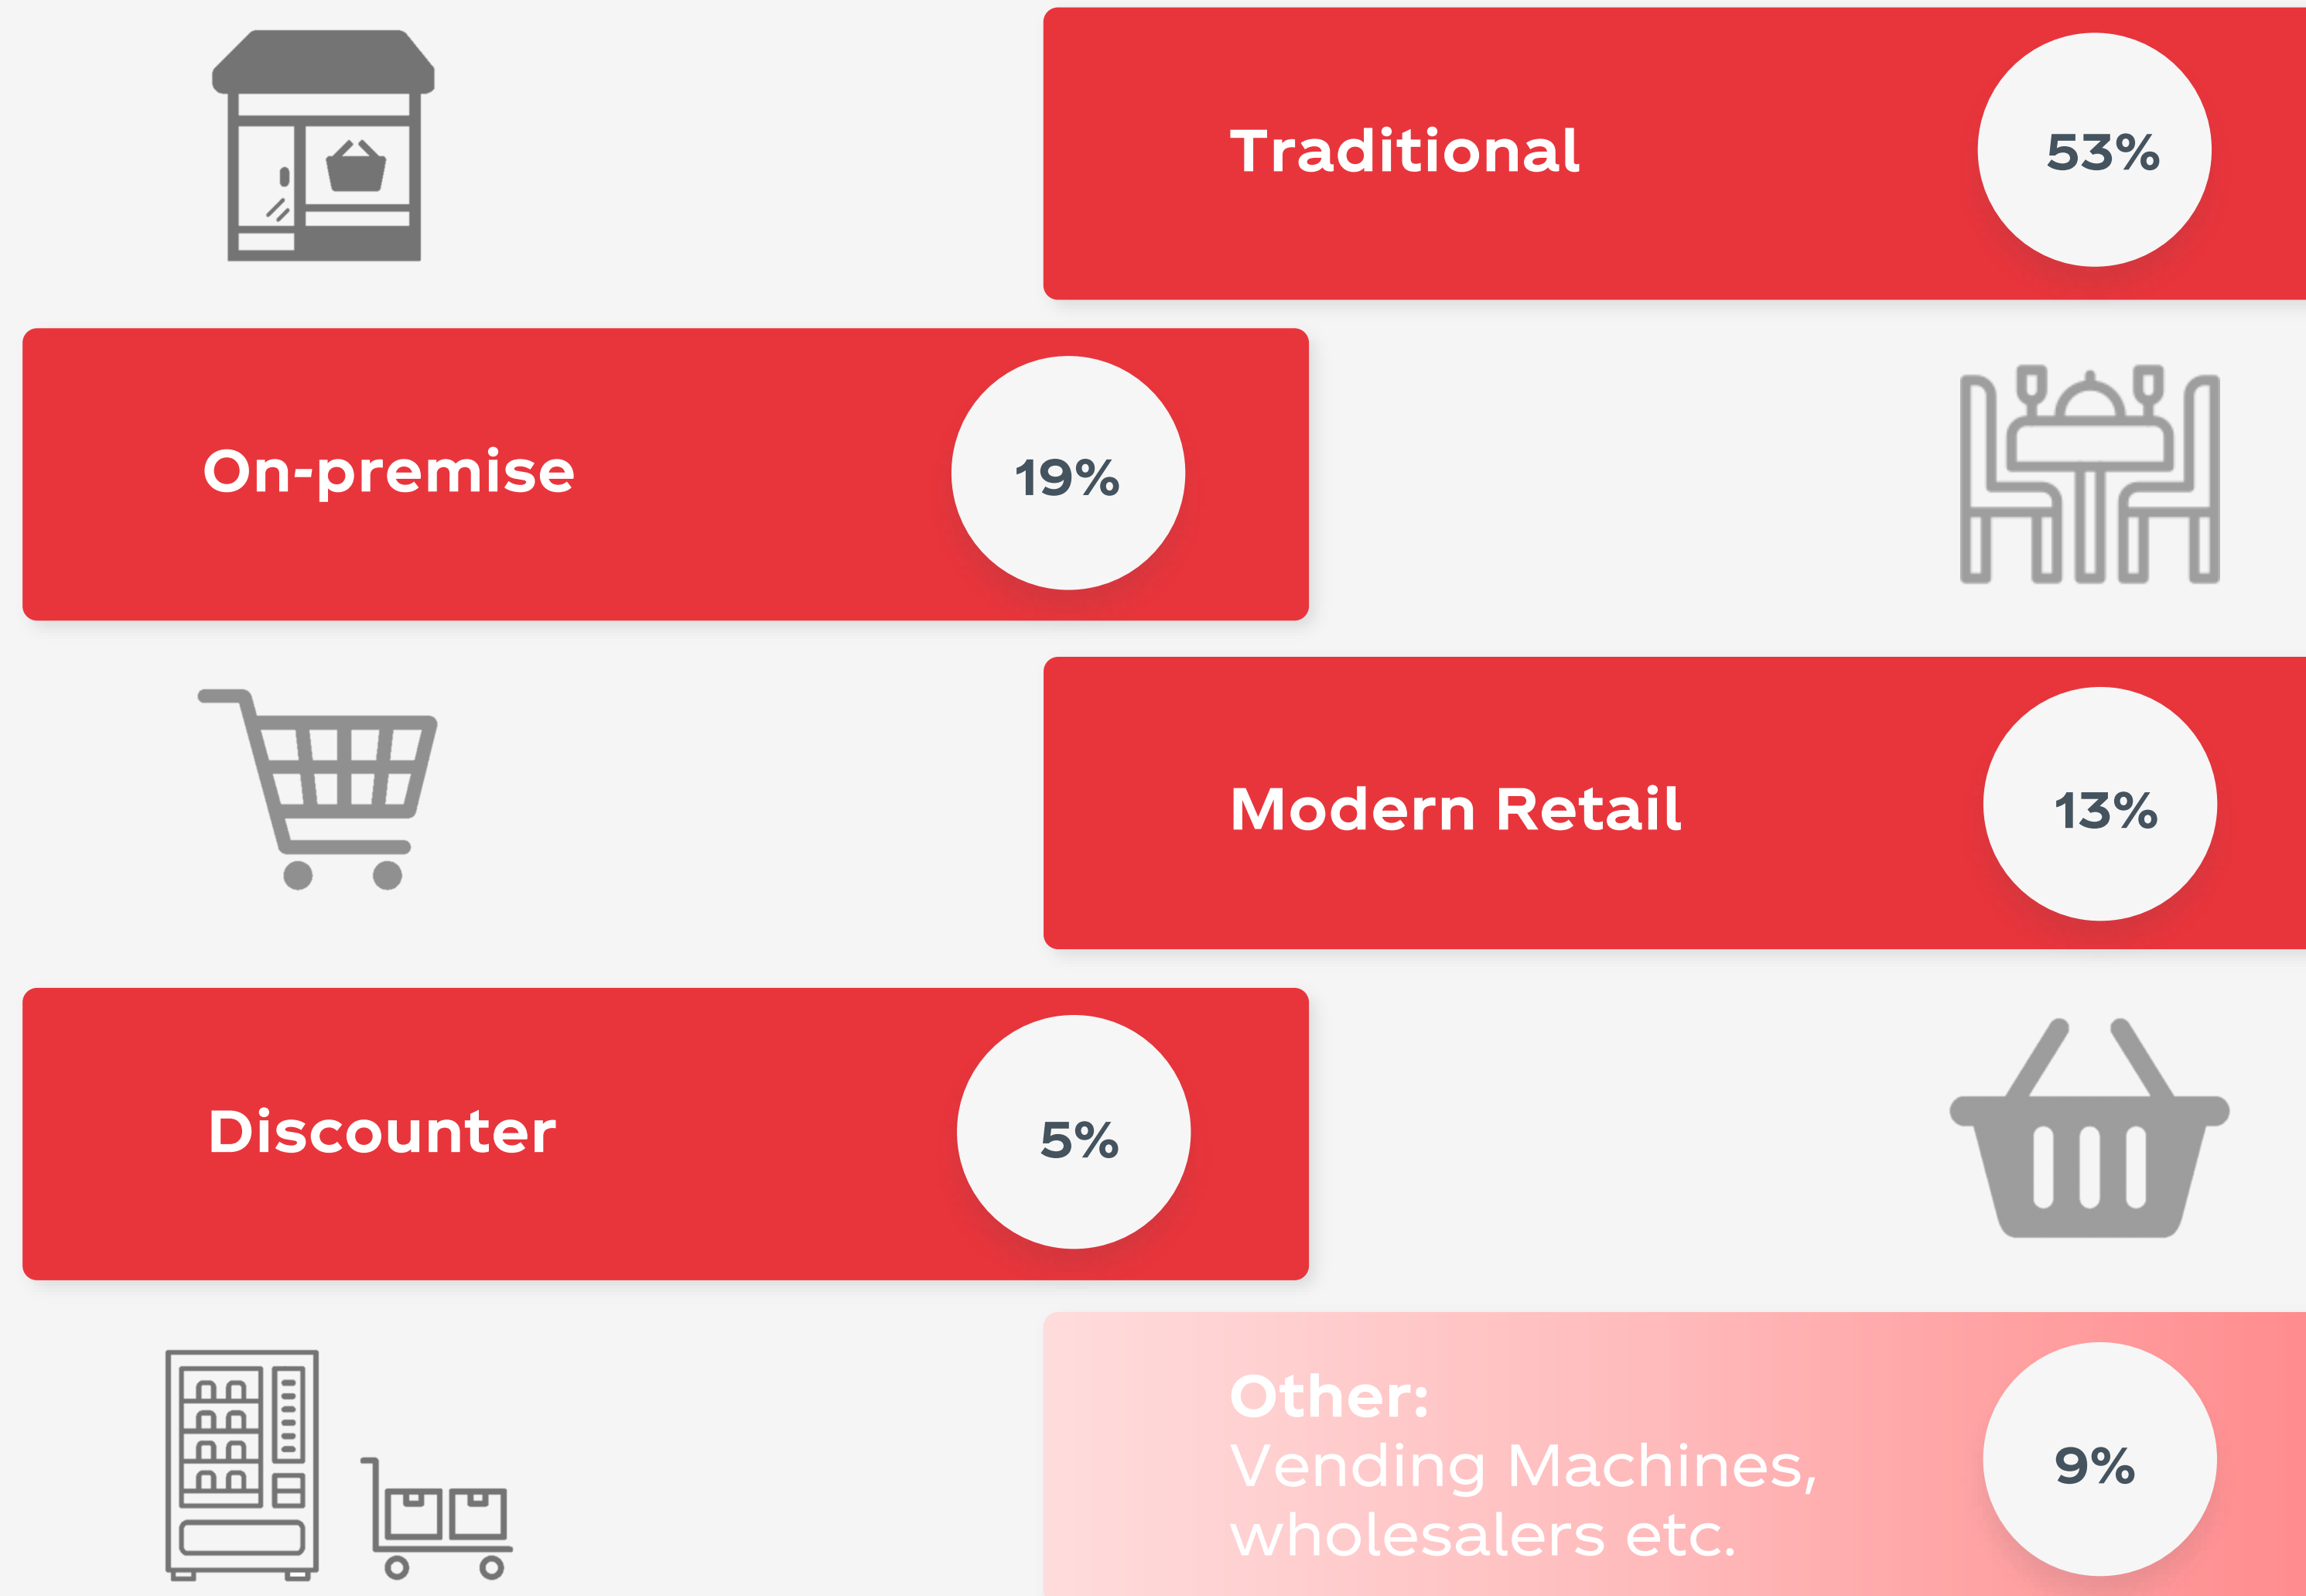 Traditional
53%
On-premise
19%
Modern Retail
13%
Discounter
5%
Other:
Vending Machines,
wholesalers etc.
9%